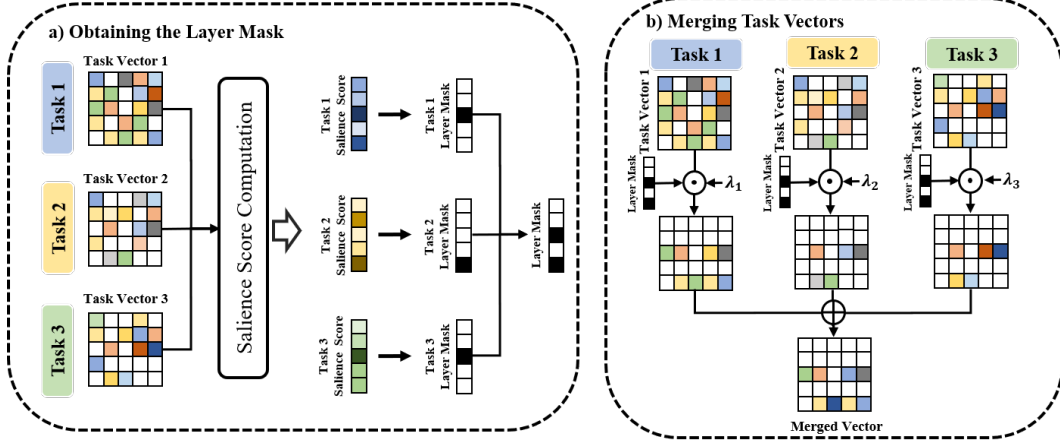 a) Obtaining the Layer Mask
Task 1
Task Vector 1
Task 2
Task Vector 2
Task 3
Task Vector 3
Salience Score Computation
Task 1
Salience Score
Task 1
Layer Mask
Task 2
Salience Score
Task 2
Layer Mask
Task 3
Salience Score
Task 3
Layer Mask
Layer Mask
b) Merging Task Vectors
Task 1
Task 2
Task 3
Task Vector 1
Task Vector 2
Task Vector 3
Layer Mask
λ1
Layer Mask
λ2
Layer Mask
λ3
Merged Vector